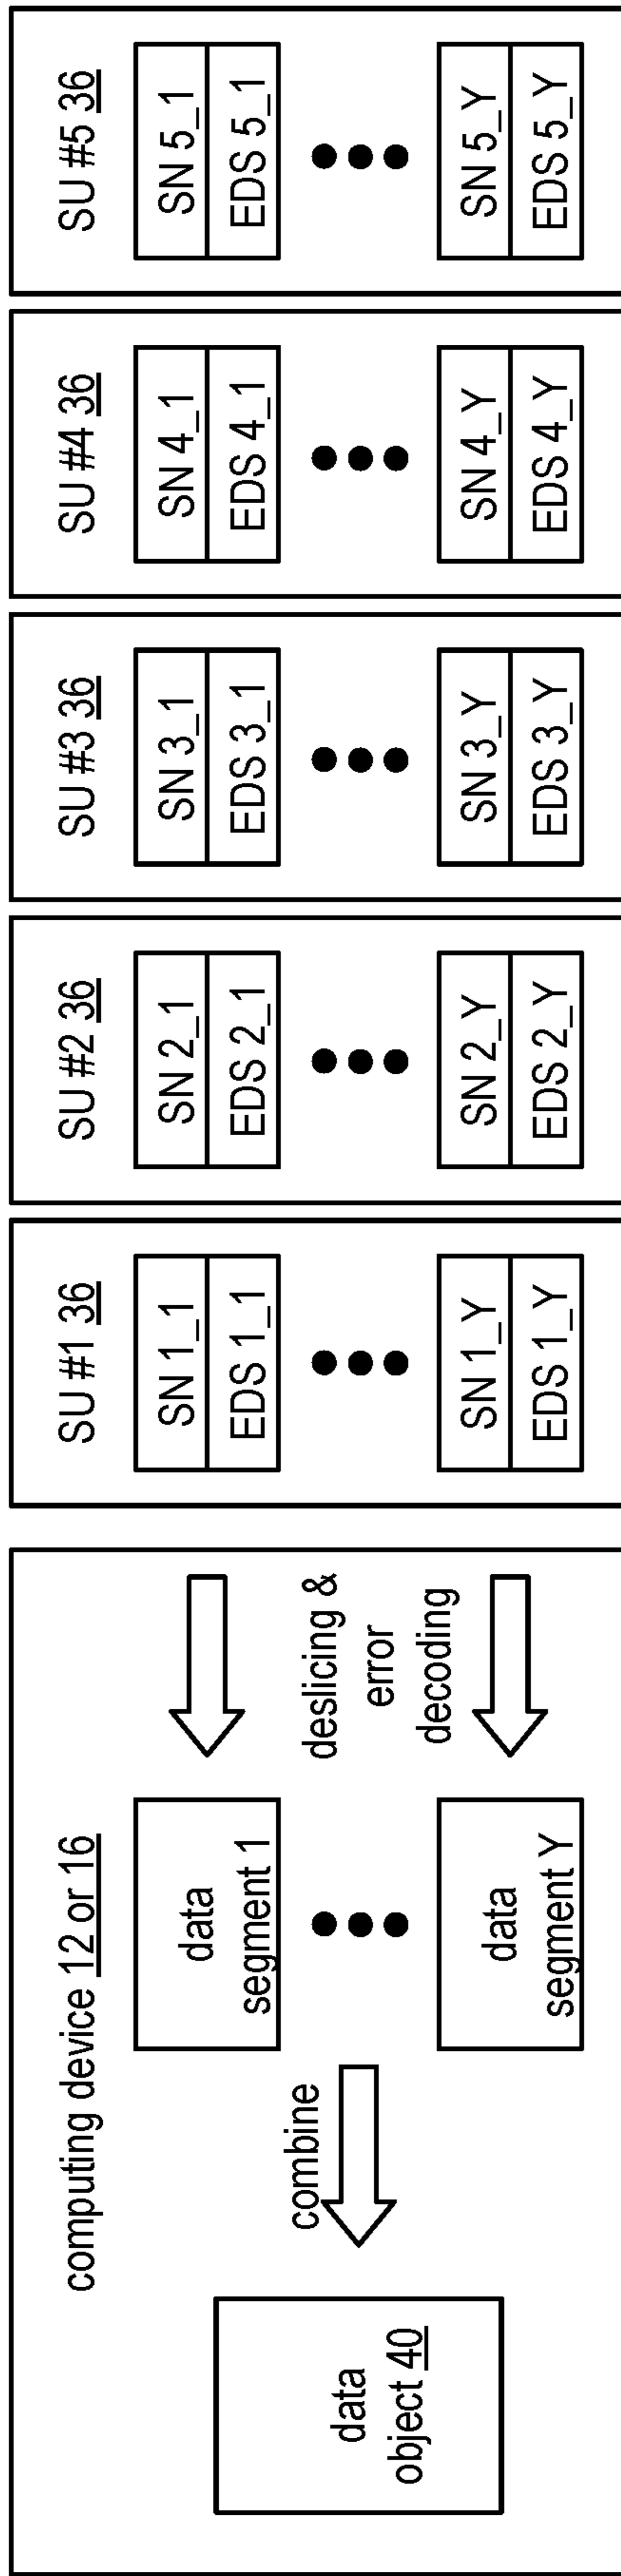 computing device 12 or 16
data
object 40
combine
data
segment 1
data
segment Y
deslicing &
error
decoding
SU #1 36
SN 1_1
EDS 1_1
SN 1_Y
EDS 1_Y
SU #2 36
SN 2_1
EDS 2_1
SN 2_Y
EDS 2_Y
SU #3 36
SN 3_1
EDS 3_1
SN 3_Y
EDS 3_Y
SU #4 36
SN 4_1
EDS 4_1
SN 4_Y
EDS 4_Y
SU #5 36
SN 5_1
EDS 5_1
SN 5_Y
EDS 5_Y